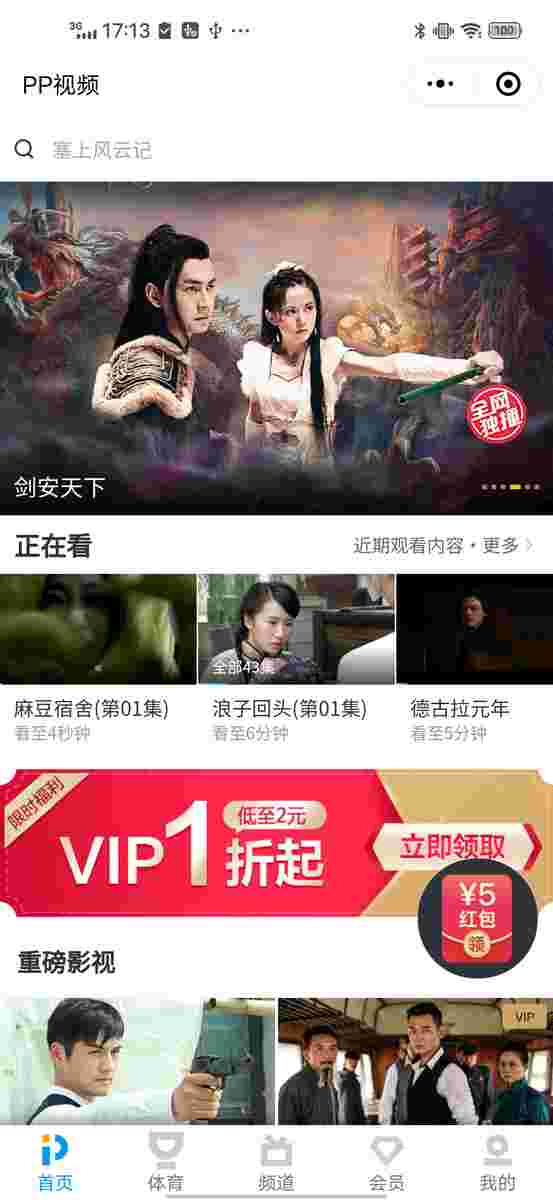 3G 17:13 100
PP视频
塞上风云记
全网
独播
剑安天下
正在看
近期观看内容·更多
全部43集
麻豆宿舍(第01集)
浪子回头(第01集)
德古拉元年
看至4秒钟
看至6分钟
看至5分钟
限时福利
VIP1折起
低至2元
立即领取
¥5
红包
领
重磅影视
VIP
首页
体育
频道
会员
我的